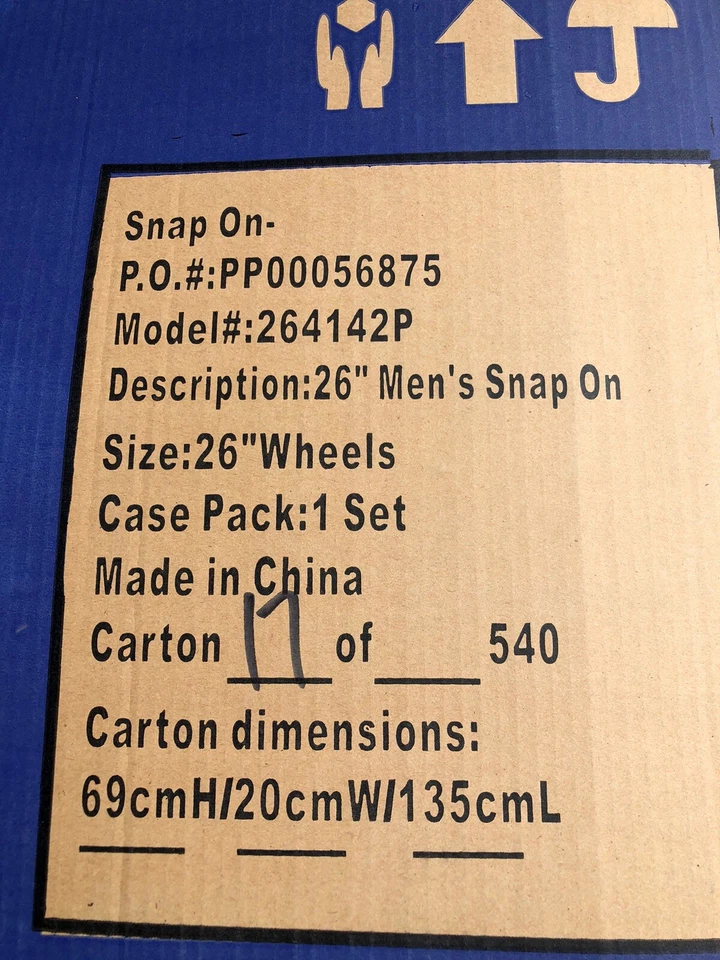 Snap On-
P.O.#:PP00056875
Model#:264142P
Description:26" Men's Snap On
Size:26"Wheels
Case Pack:1 Set
Made in China
Carton 17 of ____ 540
Carton dimensions:
69cmH/20cmW/135cmL